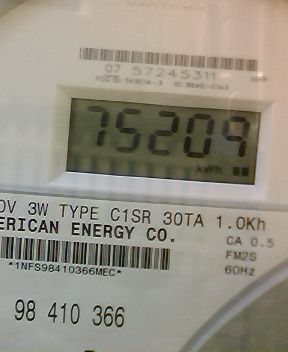 07 57245311
75209
kWh
0V 3W TYPE C1SR 30TA 1.0Kh
ERICAN ENERGY CO.
CA 0.5
FM2S
60Hz
*1NFS98410366MEC*
98 410 366